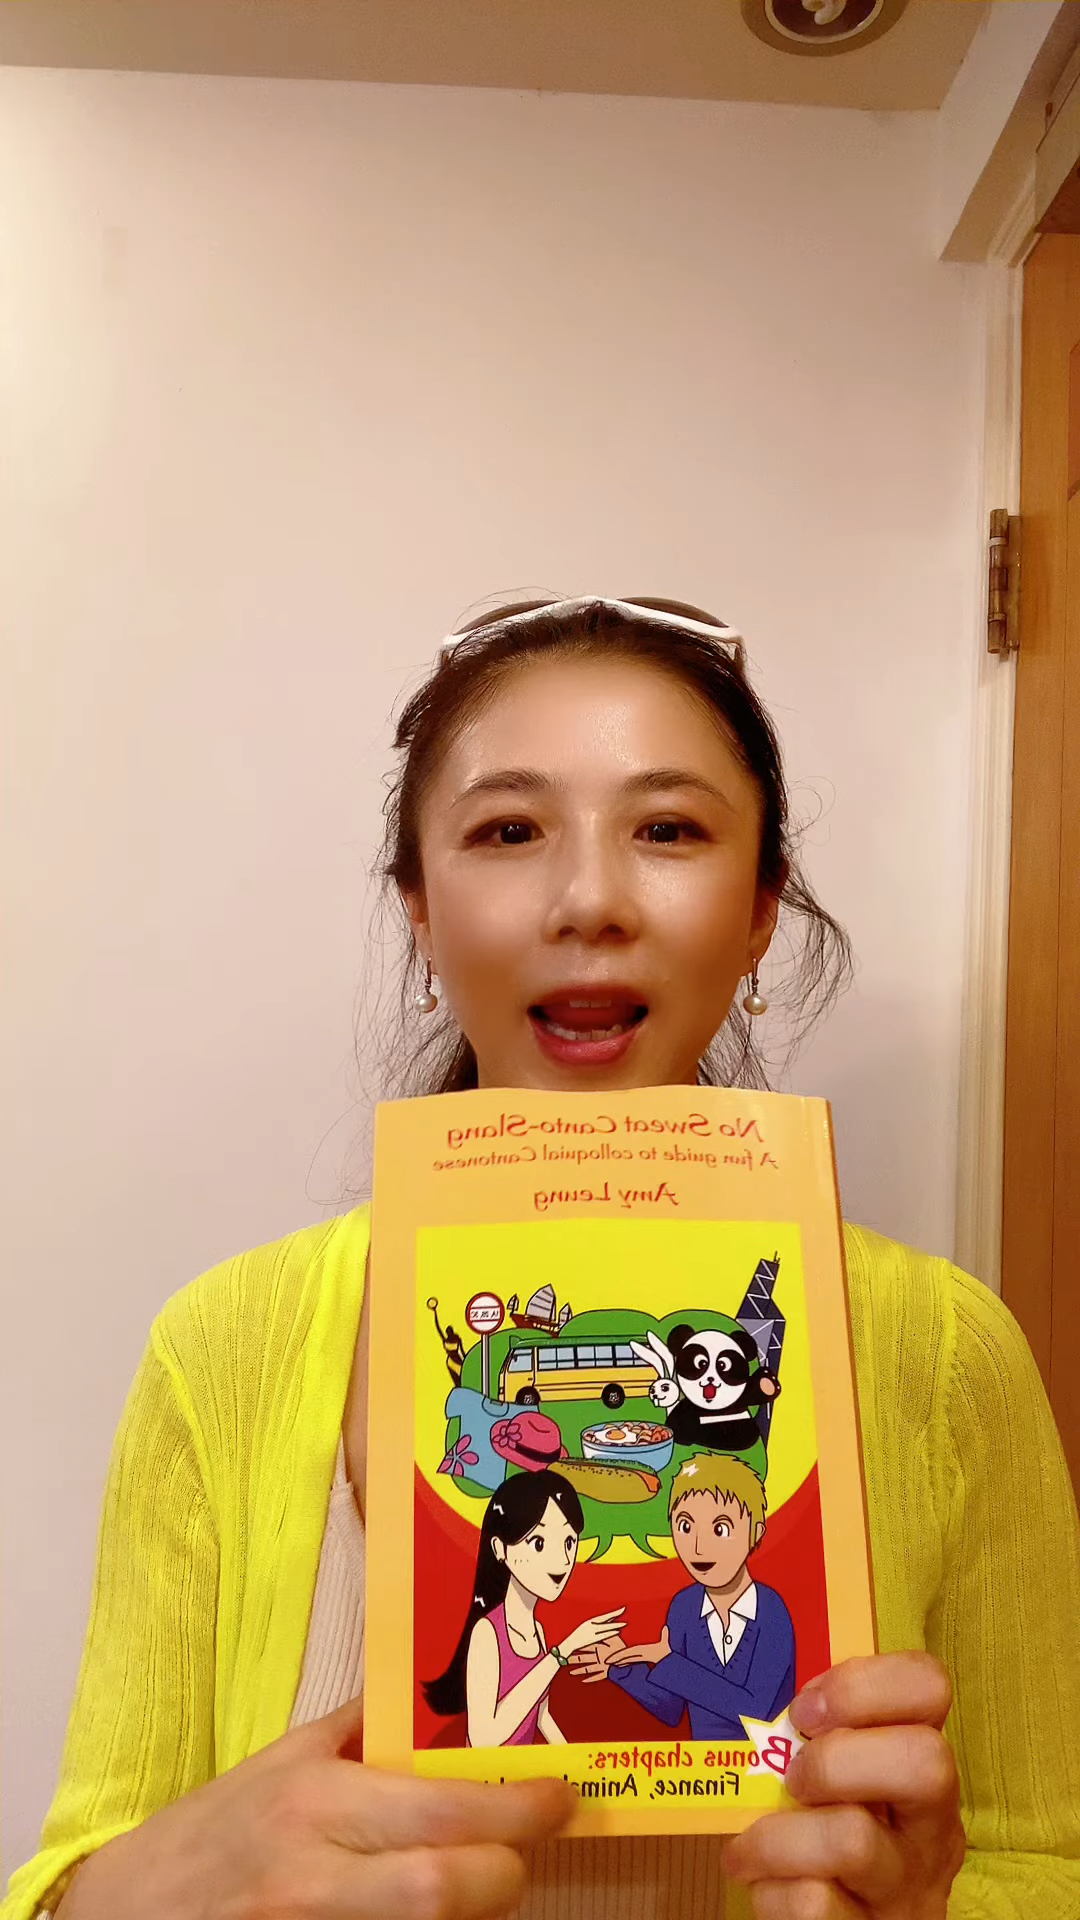 No Sweat Canto-Slang
A fun guide to colloquial Cantonese
Amy Leung
Bonus chapters:
Finance,